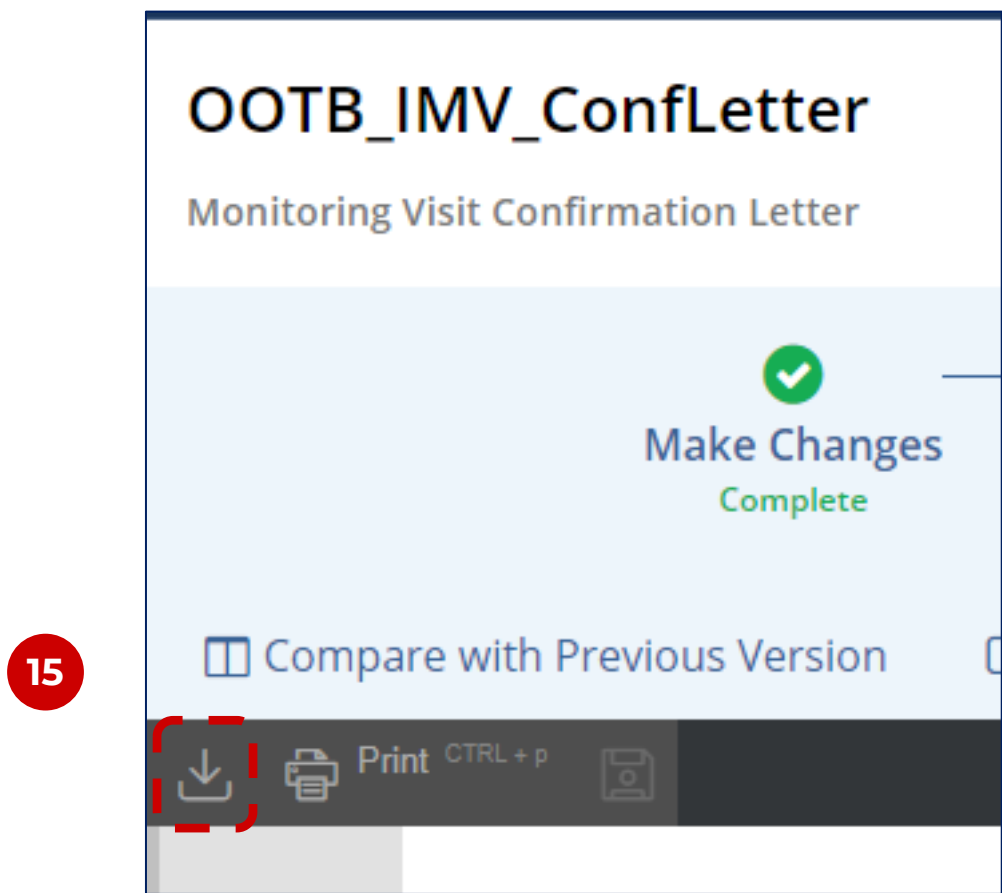 OOTB_IMV_ConfLetter
Monitoring Visit Confirmation Letter
Make Changes
Complete
15
Compare with Previous Version
Print CTRL + p